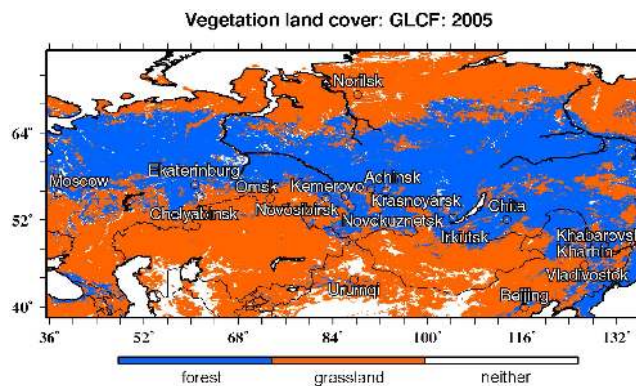 Vegetation land cover: GLCF: 2005
Norilsk
64°
Ekaterinburg
Achinsk
Moscow
Omsk
Kemerovo
Krasnoyarsk
Chita
52°
Chelyabinsk
Novosibirsk
Novokuznetsk
Irkutsk
Khabarovsk
Kharbin
Vladivostok
Urumqi
Beijing
40°
36° 52° 68° 84° 100° 116° 132°
forest grassland neither